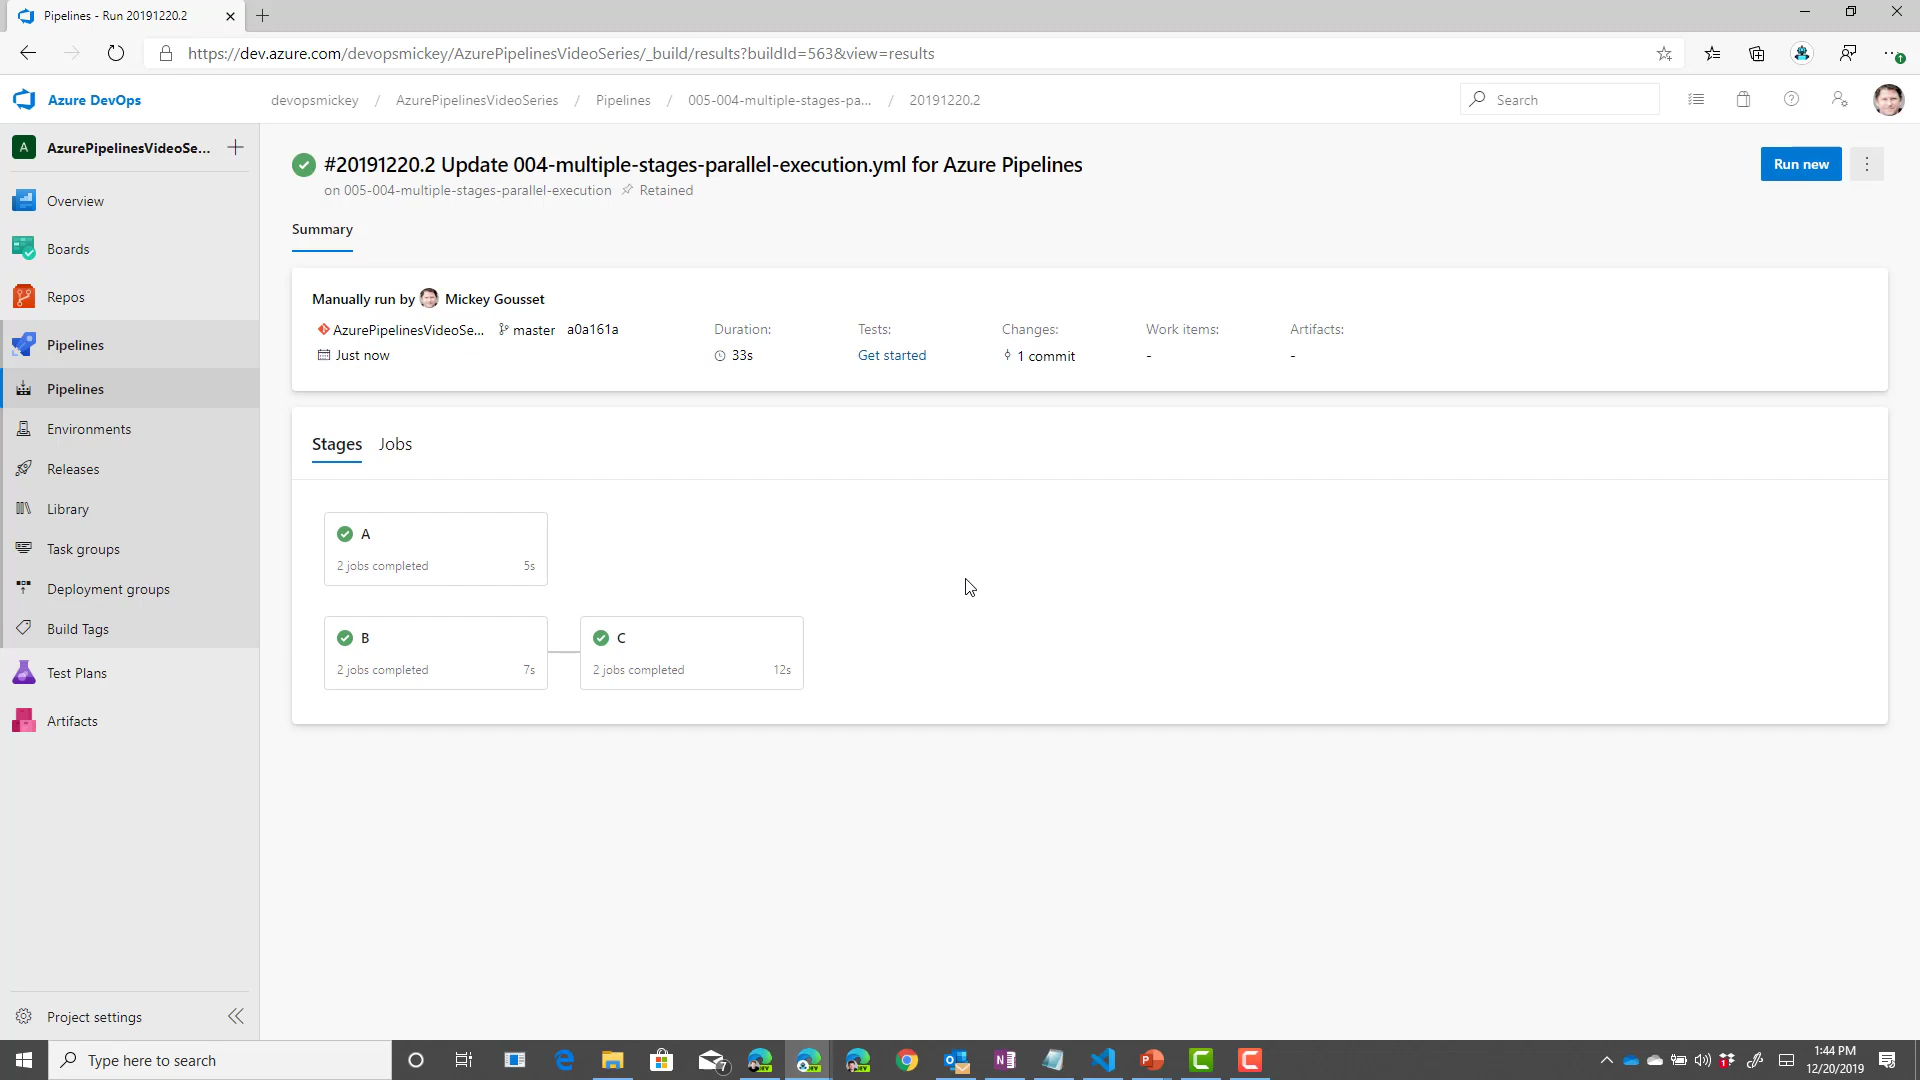 Pipelines - Run 20191220.2
https://dev.azure.com/devopsmickey/AzurePipelinesVideoSeries/_build/results?buildId=563&view=results
Azure DevOps
devopsmickey / AzurePipelinesVideoSeries / Pipelines / 005-004-multiple-stages-pa... / 20191220.2
Search
A AzurePipelinesVideoSe...
Overview
Boards
Repos
Pipelines
Pipelines
Environments
Releases
Library
Task groups
Deployment groups
Build Tags
Test Plans
Artifacts
Project settings
#20191220.2 Update 004-multiple-stages-parallel-execution.yml for Azure Pipelines
on 005-004-multiple-stages-parallel-execution Retained
Run new
Summary
Manually run by Mickey Gousset
AzurePipelinesVideoSe... master a0a161a
Just now
Duration:
33s
Tests:
Get started
Changes:
1 commit
Work items:
-
Artifacts:
-
Stages Jobs
A
2 jobs completed 5s
B
2 jobs completed 7s
C
2 jobs completed 12s
Type here to search
7
1:44 PM
12/20/2019